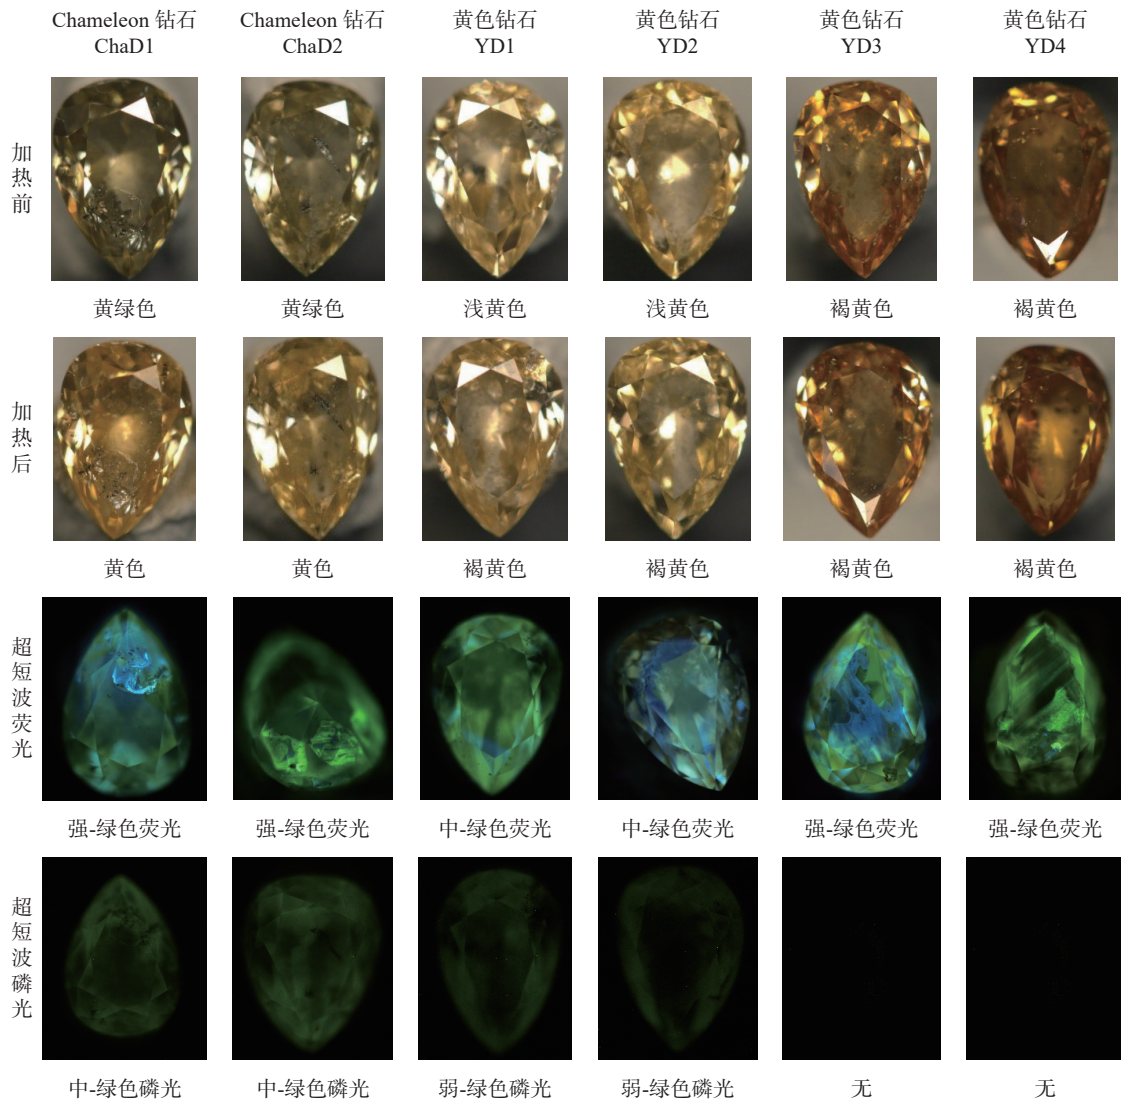 Chameleon 钻石 Chameleon 钻石 黄色钻石 黄色钻石 黄色钻石 黄色钻石
ChaD1 ChaD2 YD1 YD2 YD3 YD4
加热前
黄绿色 黄绿色 浅黄色 浅黄色 褐黄色 褐黄色
加热后
黄色 黄色 褐黄色 褐黄色 褐黄色 褐黄色
超短波荧光
强-绿色荧光 强-绿色荧光 中-绿色荧光 中-绿色荧光 强-绿色荧光 强-绿色荧光
超短波磷光
中-绿色磷光 中-绿色磷光 弱-绿色磷光 弱-绿色磷光 无 无